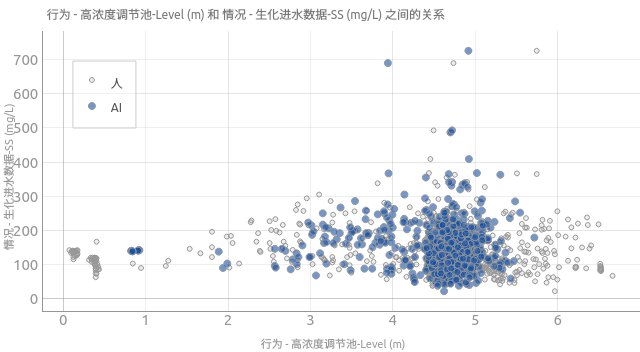 行为 - 高浓度调节池-Level (m) 和 情况 - 生化进水数据-SS (mg/L) 之间的关系
700
600
500
400
300
200
100
0
人
AI
情况 - 生化进水数据-SS (mg/L)
0 1 2 3 4 5 6
行为 - 高浓度调节池-Level (m)